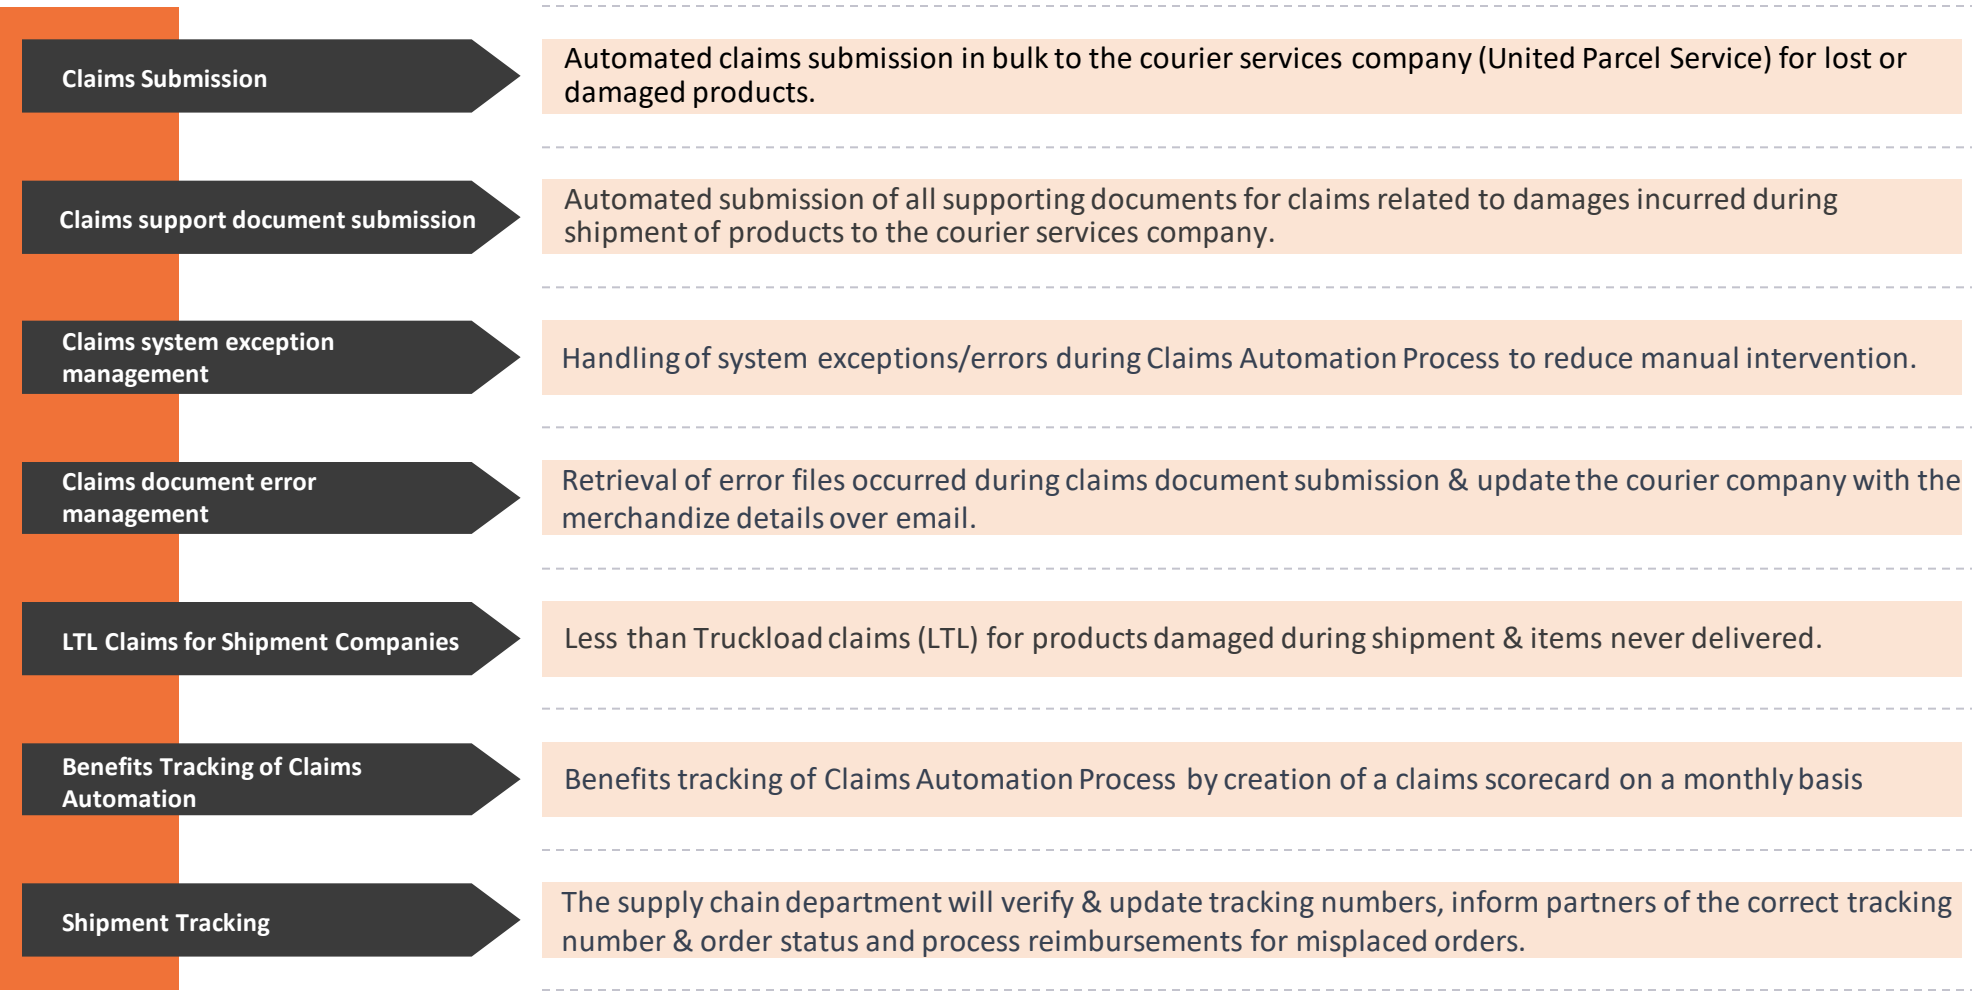 Claims Submission
Automated claims submission in bulk to the courier services company (United Parcel Service) for lost or
damaged products.
Claims support document submission
Automated submission of all supporting documents for claims related to damages incurred during
shipment of products to the courier services company.
Claims system exception
management
Handling of system exceptions/errors during Claims Automation Process to reduce manual intervention.
Claims document error
management
Retrieval of error files occurred during claims document submission & update the courier company with the
merchandize details over email.
LTL Claims for Shipment Companies
Less than Truckload claims (LTL) for products damaged during shipment & items never delivered.
Benefits Tracking of Claims
Automation
Benefits tracking of Claims Automation Process by creation of a claims scorecard on a monthly basis
Shipment Tracking
The supply chain department will verify & update tracking numbers, inform partners of the correct tracking
number & order status and process reimbursements for misplaced orders.